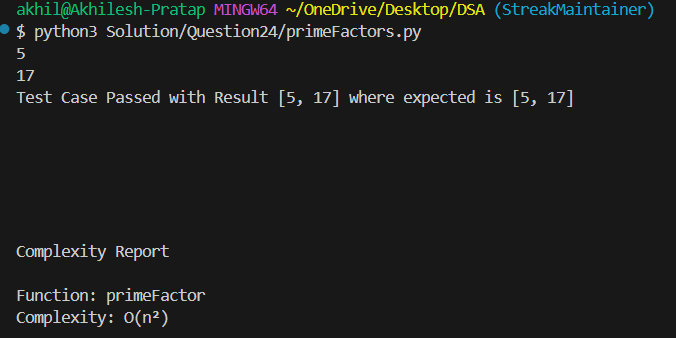 akhil@Akhilesh-Pratap MINGW64 ~/OneDrive/Desktop/DSA (StreakMaintainer)
$ python3 Solution/Question24/primeFactors.py
5
17
Test Case Passed with Result [5, 17] where expected is [5, 17]
Complexity Report
Function: primeFactor
Complexity: O(n²)